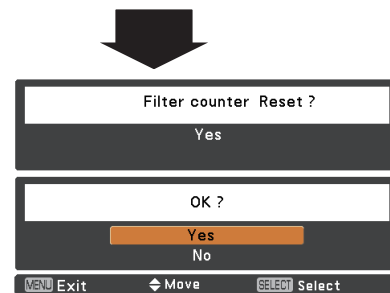 Filter counter Reset ?
Yes
OK ?
Yes
No
MENU Exit Move SELECT Select